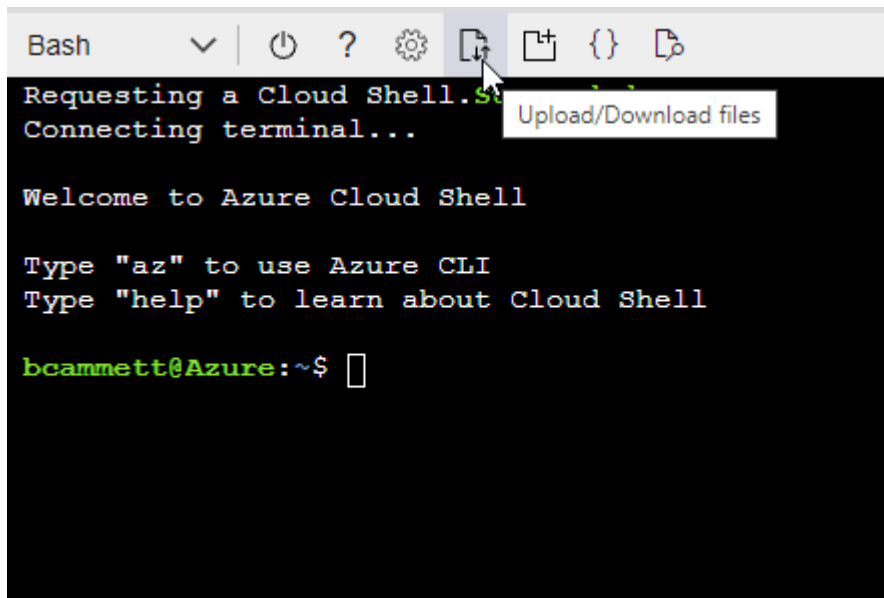 Bash
Requesting a Cloud Shell.
Upload/Download files
Connecting terminal...
Welcome to Azure Cloud Shell
Type "az" to use Azure CLI
Type "help" to learn about Cloud Shell
bcammett@Azure:~$